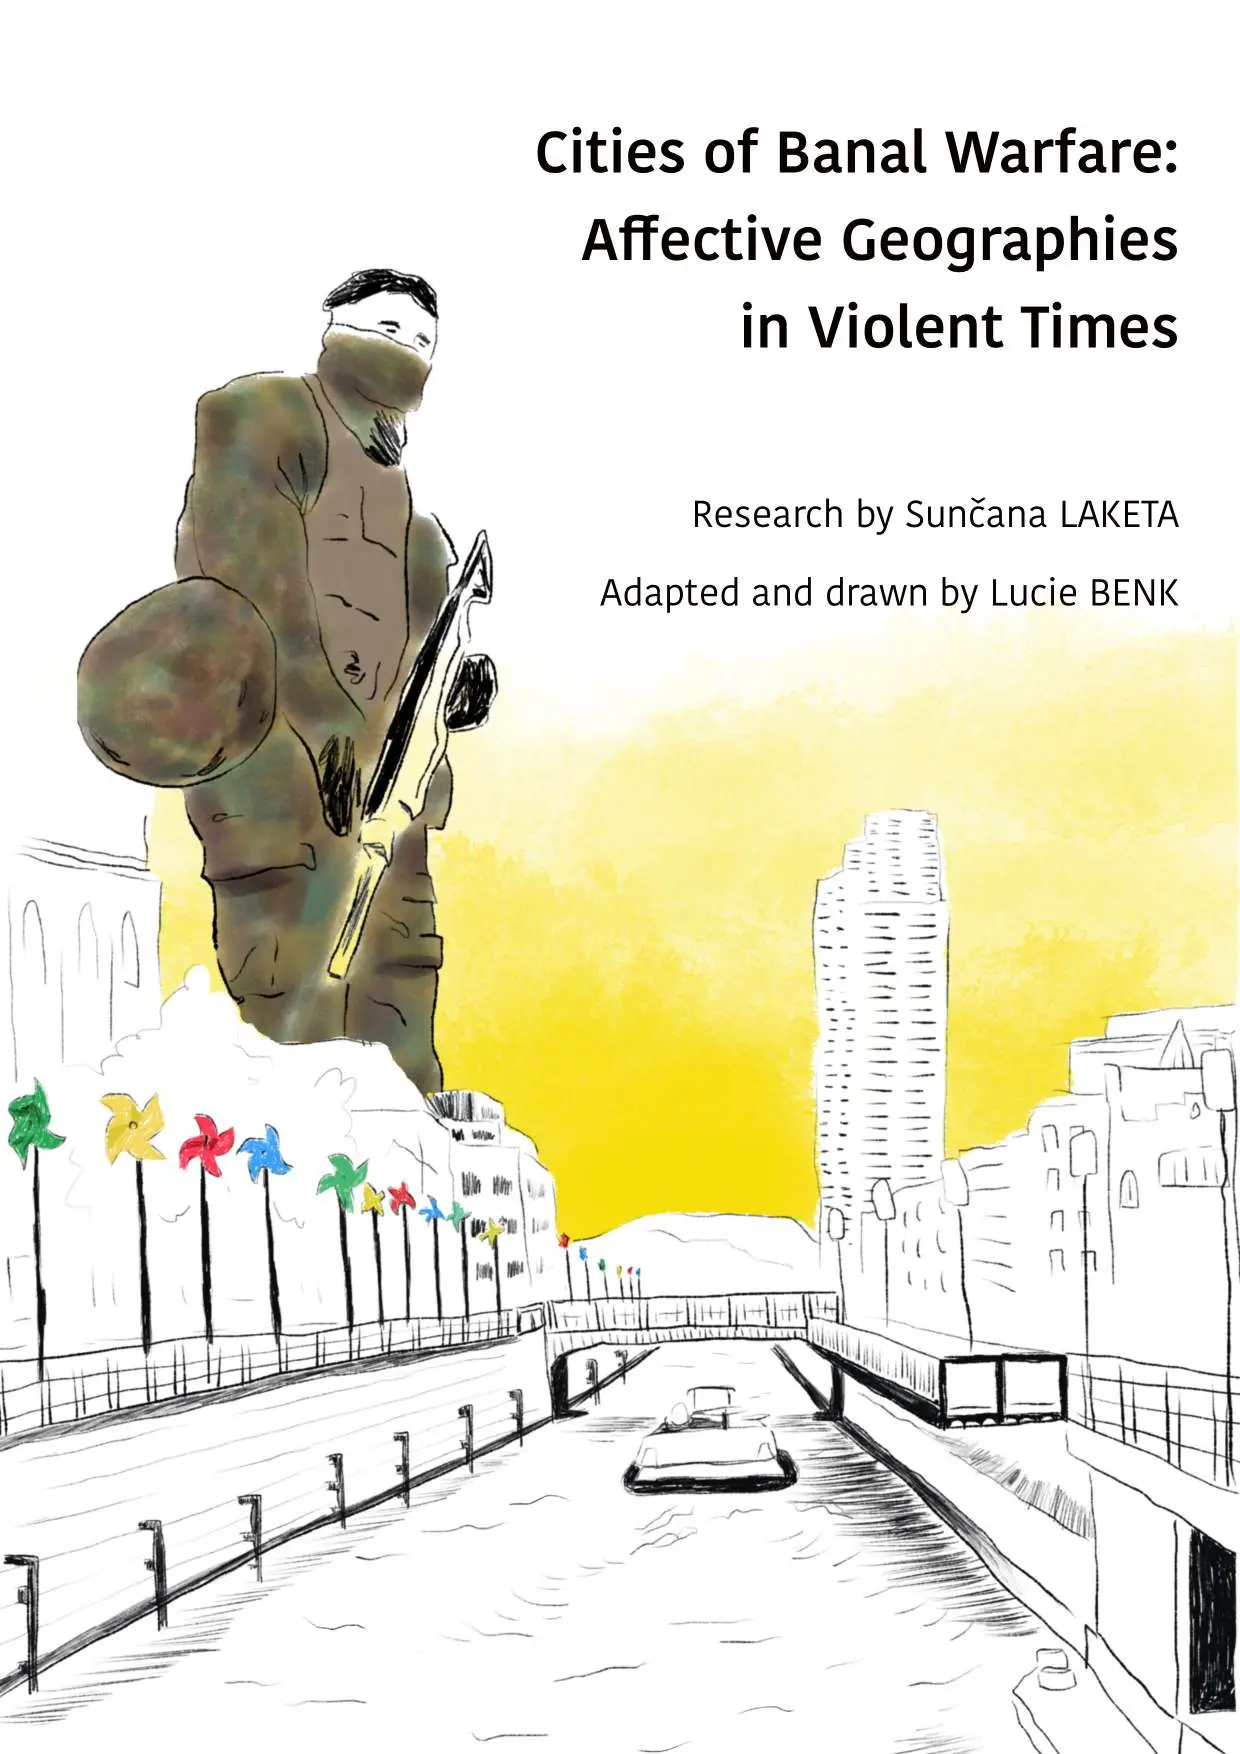 Cities of Banal Warfare:
Affective Geographies
in Violent Times
Research by Sunčana LAKETA
Adapted and drawn by Lucie BENK